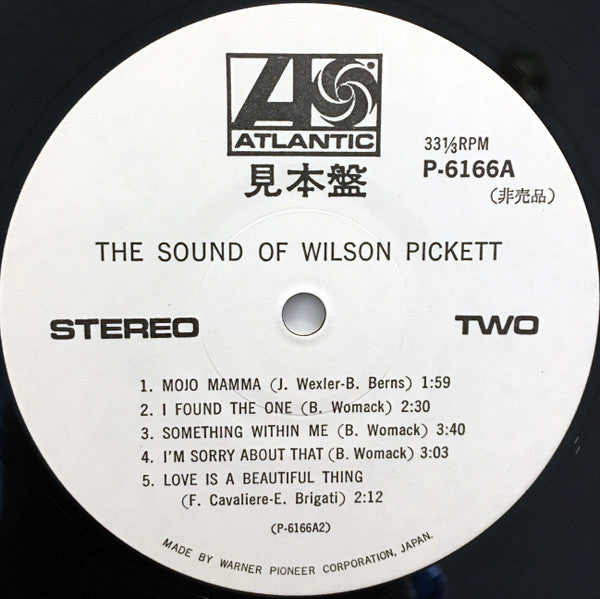 ATLANTIC
見本盤
33⅓RPM
P-6166A
(非売品)
THE SOUND OF WILSON PICKETT
STEREO
TWO
1. MOJO MAMMA (J. Wexler-B. Berns) 1:59
2. I FOUND THE ONE (B. Womack) 2:30
3. SOMETHING WITHIN ME (B. Womack) 3:40
4. I'M SORRY ABOUT THAT (B. Womack) 3:03
5. LOVE IS A BEAUTIFUL THING
(F. Cavaliere-E. Brigati) 2:12
(P-6166A2)
MADE BY WARNER PIONEER CORPORATION, JAPAN.